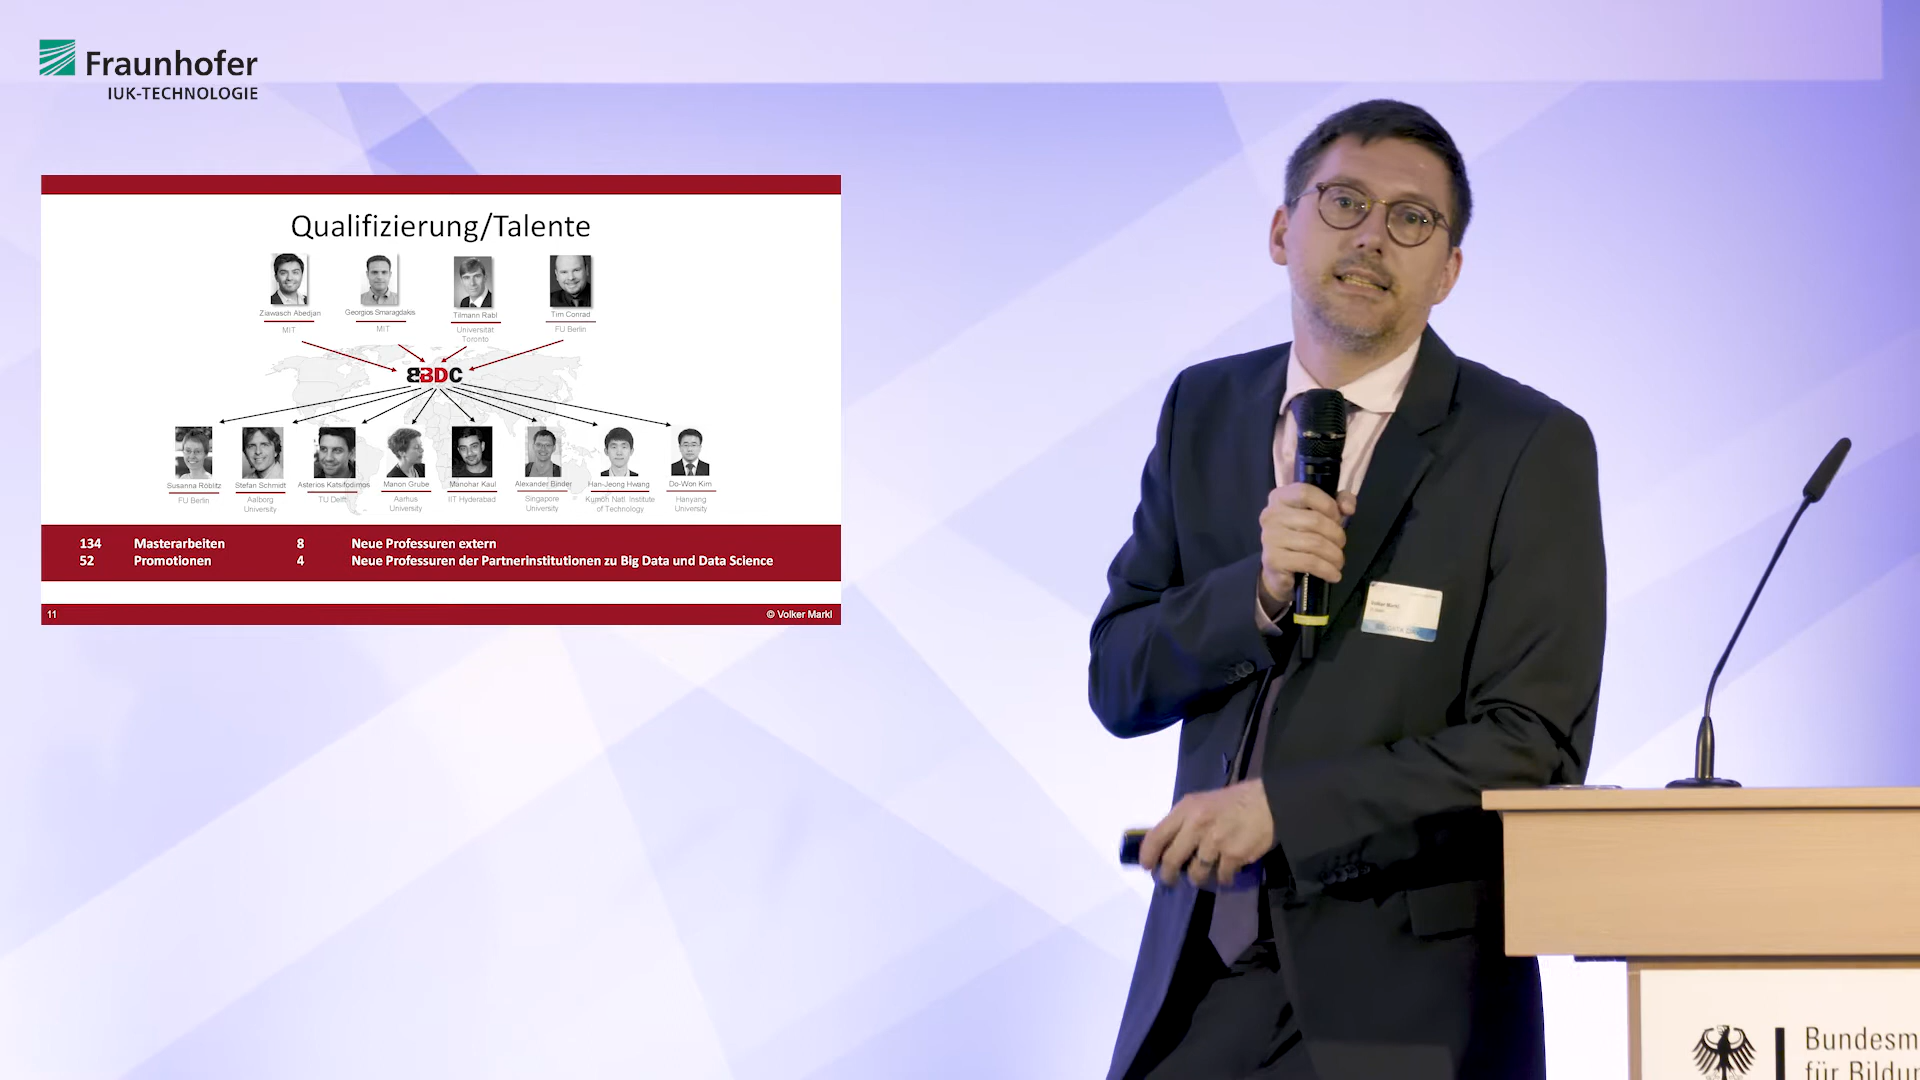 Fraunhofer
IUK-TECHNOLOGIE
Qualifizierung/Talente
Ziawasch Abedjan
MIT
Georgios Smaragdakis
MIT
Tilmann Rabl
Universität
Toronto
Tim Conrad
FU Berlin
BBDC
Susanna Röblitz
FU Berlin
Stefan Schmidt
Aalborg
University
Asterios Katsifodimos
TU Delft
Manon Grube
Aarhus
University
Manohar Kaul
IIT Hyderabad
Alexander Binder
Singapore
University
Han-Jeong Hwang
Kumoh Natl. Institute
of Technology
Do-Won Kim
Hanyang
University
134 Masterarbeiten 8 Neue Professuren extern
52 Promotionen 4 Neue Professuren der Partnerinstitutionen zu Big Data und Data Science
11 © Volker Markl
Volker Markl
Bundesm
für Bildun